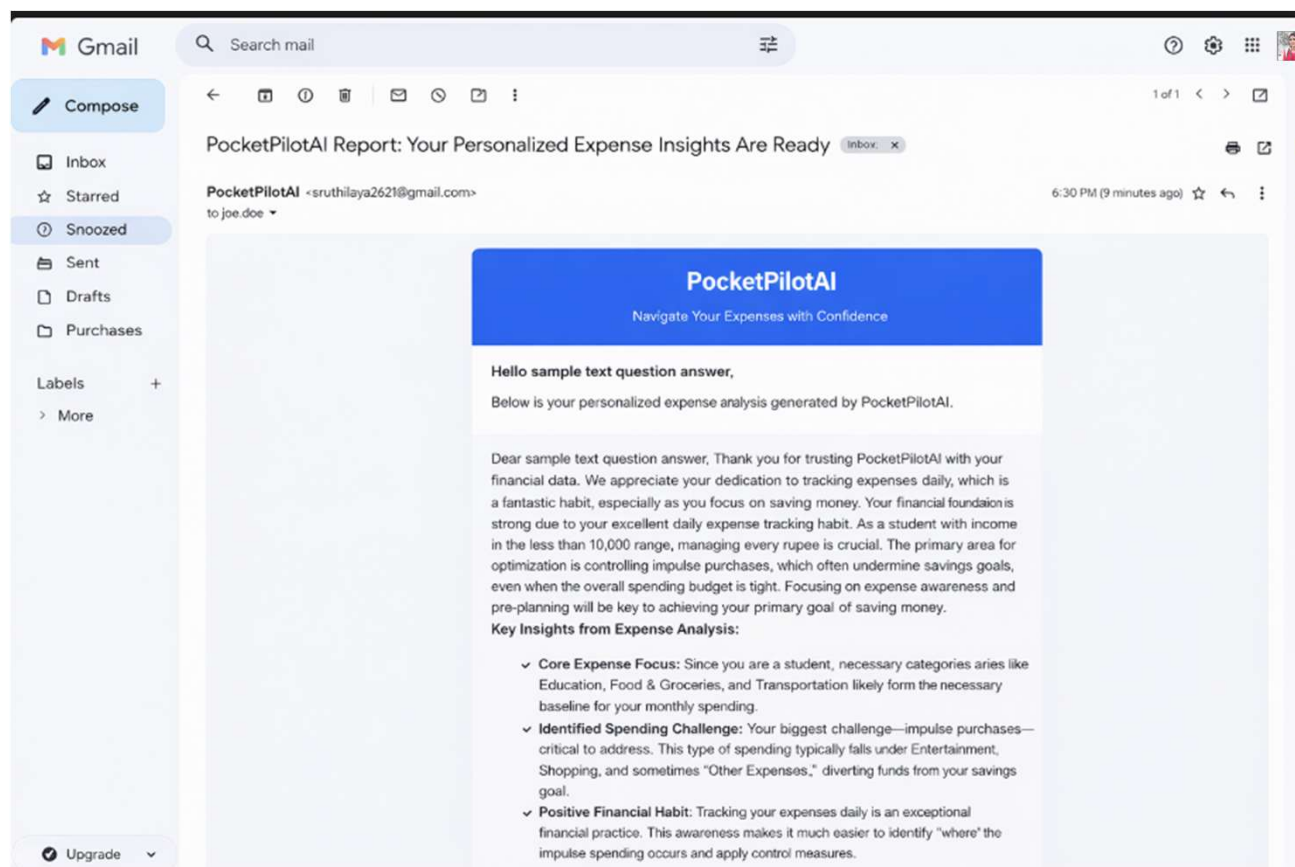 Gmail
Search mail
Compose
1 of 1
PocketPilotAI Report: Your Personalized Expense Insights Are Ready Inbox: x
Inbox
Starred
PocketPilotAI <sruthilaya2621@gmail.com>
6:30 PM (9 minutes ago)
to joe.doe
Snoozed
Sent
Drafts
Purchases
Labels +
More
PocketPilotAI
Navigate Your Expenses with Confidence
Hello sample text question answer,
Below is your personalized expense analysis generated by PocketPilotAI.
Dear sample text question answer, Thank you for trusting PocketPilotAI with your
financial data. We appreciate your dedication to tracking expenses daily, which is
a fantastic habit, especially as you focus on saving money. Your financial foundaion is
strong due to your excellent daily expense tracking habit. As a student with income
in the less than 10,000 range, managing every rupee is crucial. The primary area for
optimization is controlling impulse purchases, which often undermine savings goals,
even when the overall spending budget is tight. Focusing on expense awareness and
pre-planning will be key to achieving your primary goal of saving money.
Key Insights from Expense Analysis:
Core Expense Focus: Since you are a student, necessary categories aries like
Education, Food & Groceries, and Transportation likely form the necessary
baseline for your monthly spending.
Identified Spending Challenge: Your biggest challenge—impulse purchases—
critical to address. This type of spending typically falls under Entertainment,
Shopping, and sometimes "Other Expenses," diverting funds from your savings
goal.
Positive Financial Habit: Tracking your expenses daily is an exceptional
financial practice. This awareness makes it much easier to identify "where" the
impulse spending occurs and apply control measures.
Upgrade